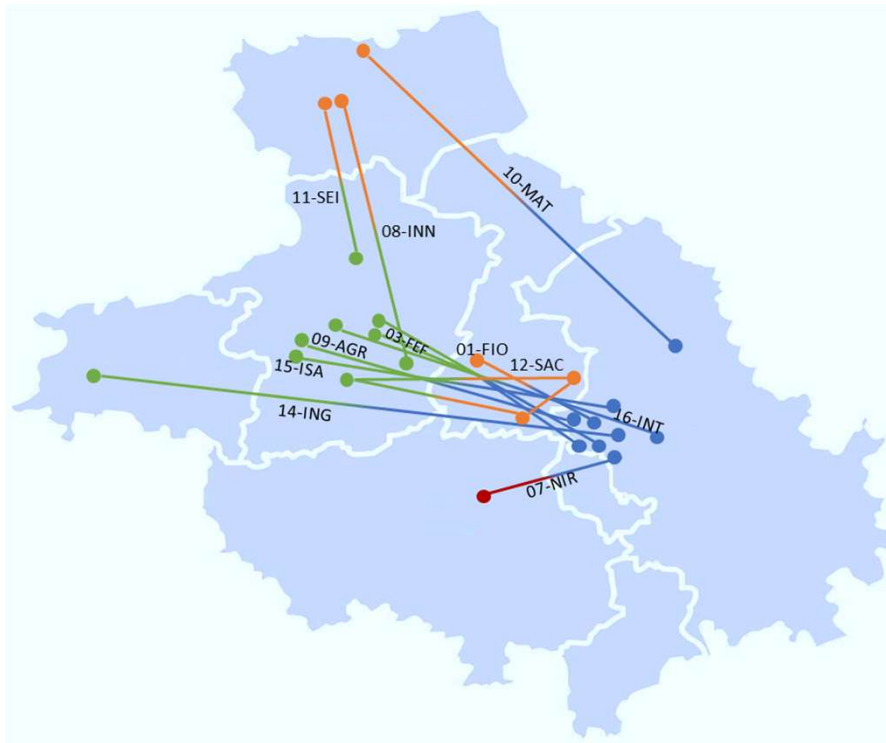 10-MAT
11-SEI
08-INN
03-FEF
09-AGR
01-FIO
12-SAC
15-ISA
14-ING
16-INT
07-NIR